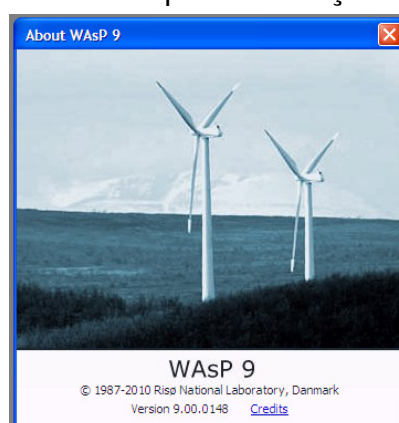 About WAsP 9
WAsP 9
© 1987-2010 Risø National Laboratory, Danmark
Version 9.00.0148 Credits